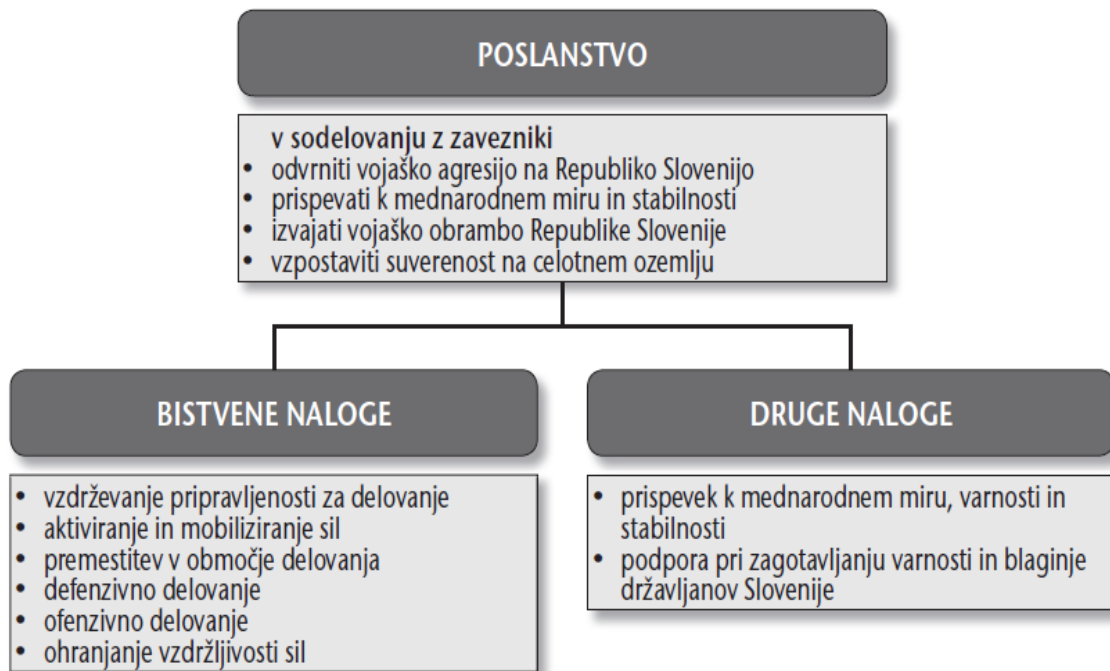 POSLANSTVO
v sodelovanju z zavezniki
• odvrniti vojaško agresijo na Republiko Slovenijo
• prispevati k mednarodnem miru in stabilnosti
• izvajati vojaško obrambo Republike Slovenije
• vzpostaviti suverenost na celotnem ozemlju
BISTVENE NALOGE
• vzdrževanje pripravljenosti za delovanje
• aktiviranje in mobiliziranje sil
• premestitev v območje delovanja
• defenzivno delovanje
• ofenzivno delovanje
• ohranjanje vzdržljivosti sil
DRUGE NALOGE
• prispevek k mednarodnem miru, varnosti in
stabilnosti
• podpora pri zagotavljanju varnosti in blaginje
državljanov Slovenije